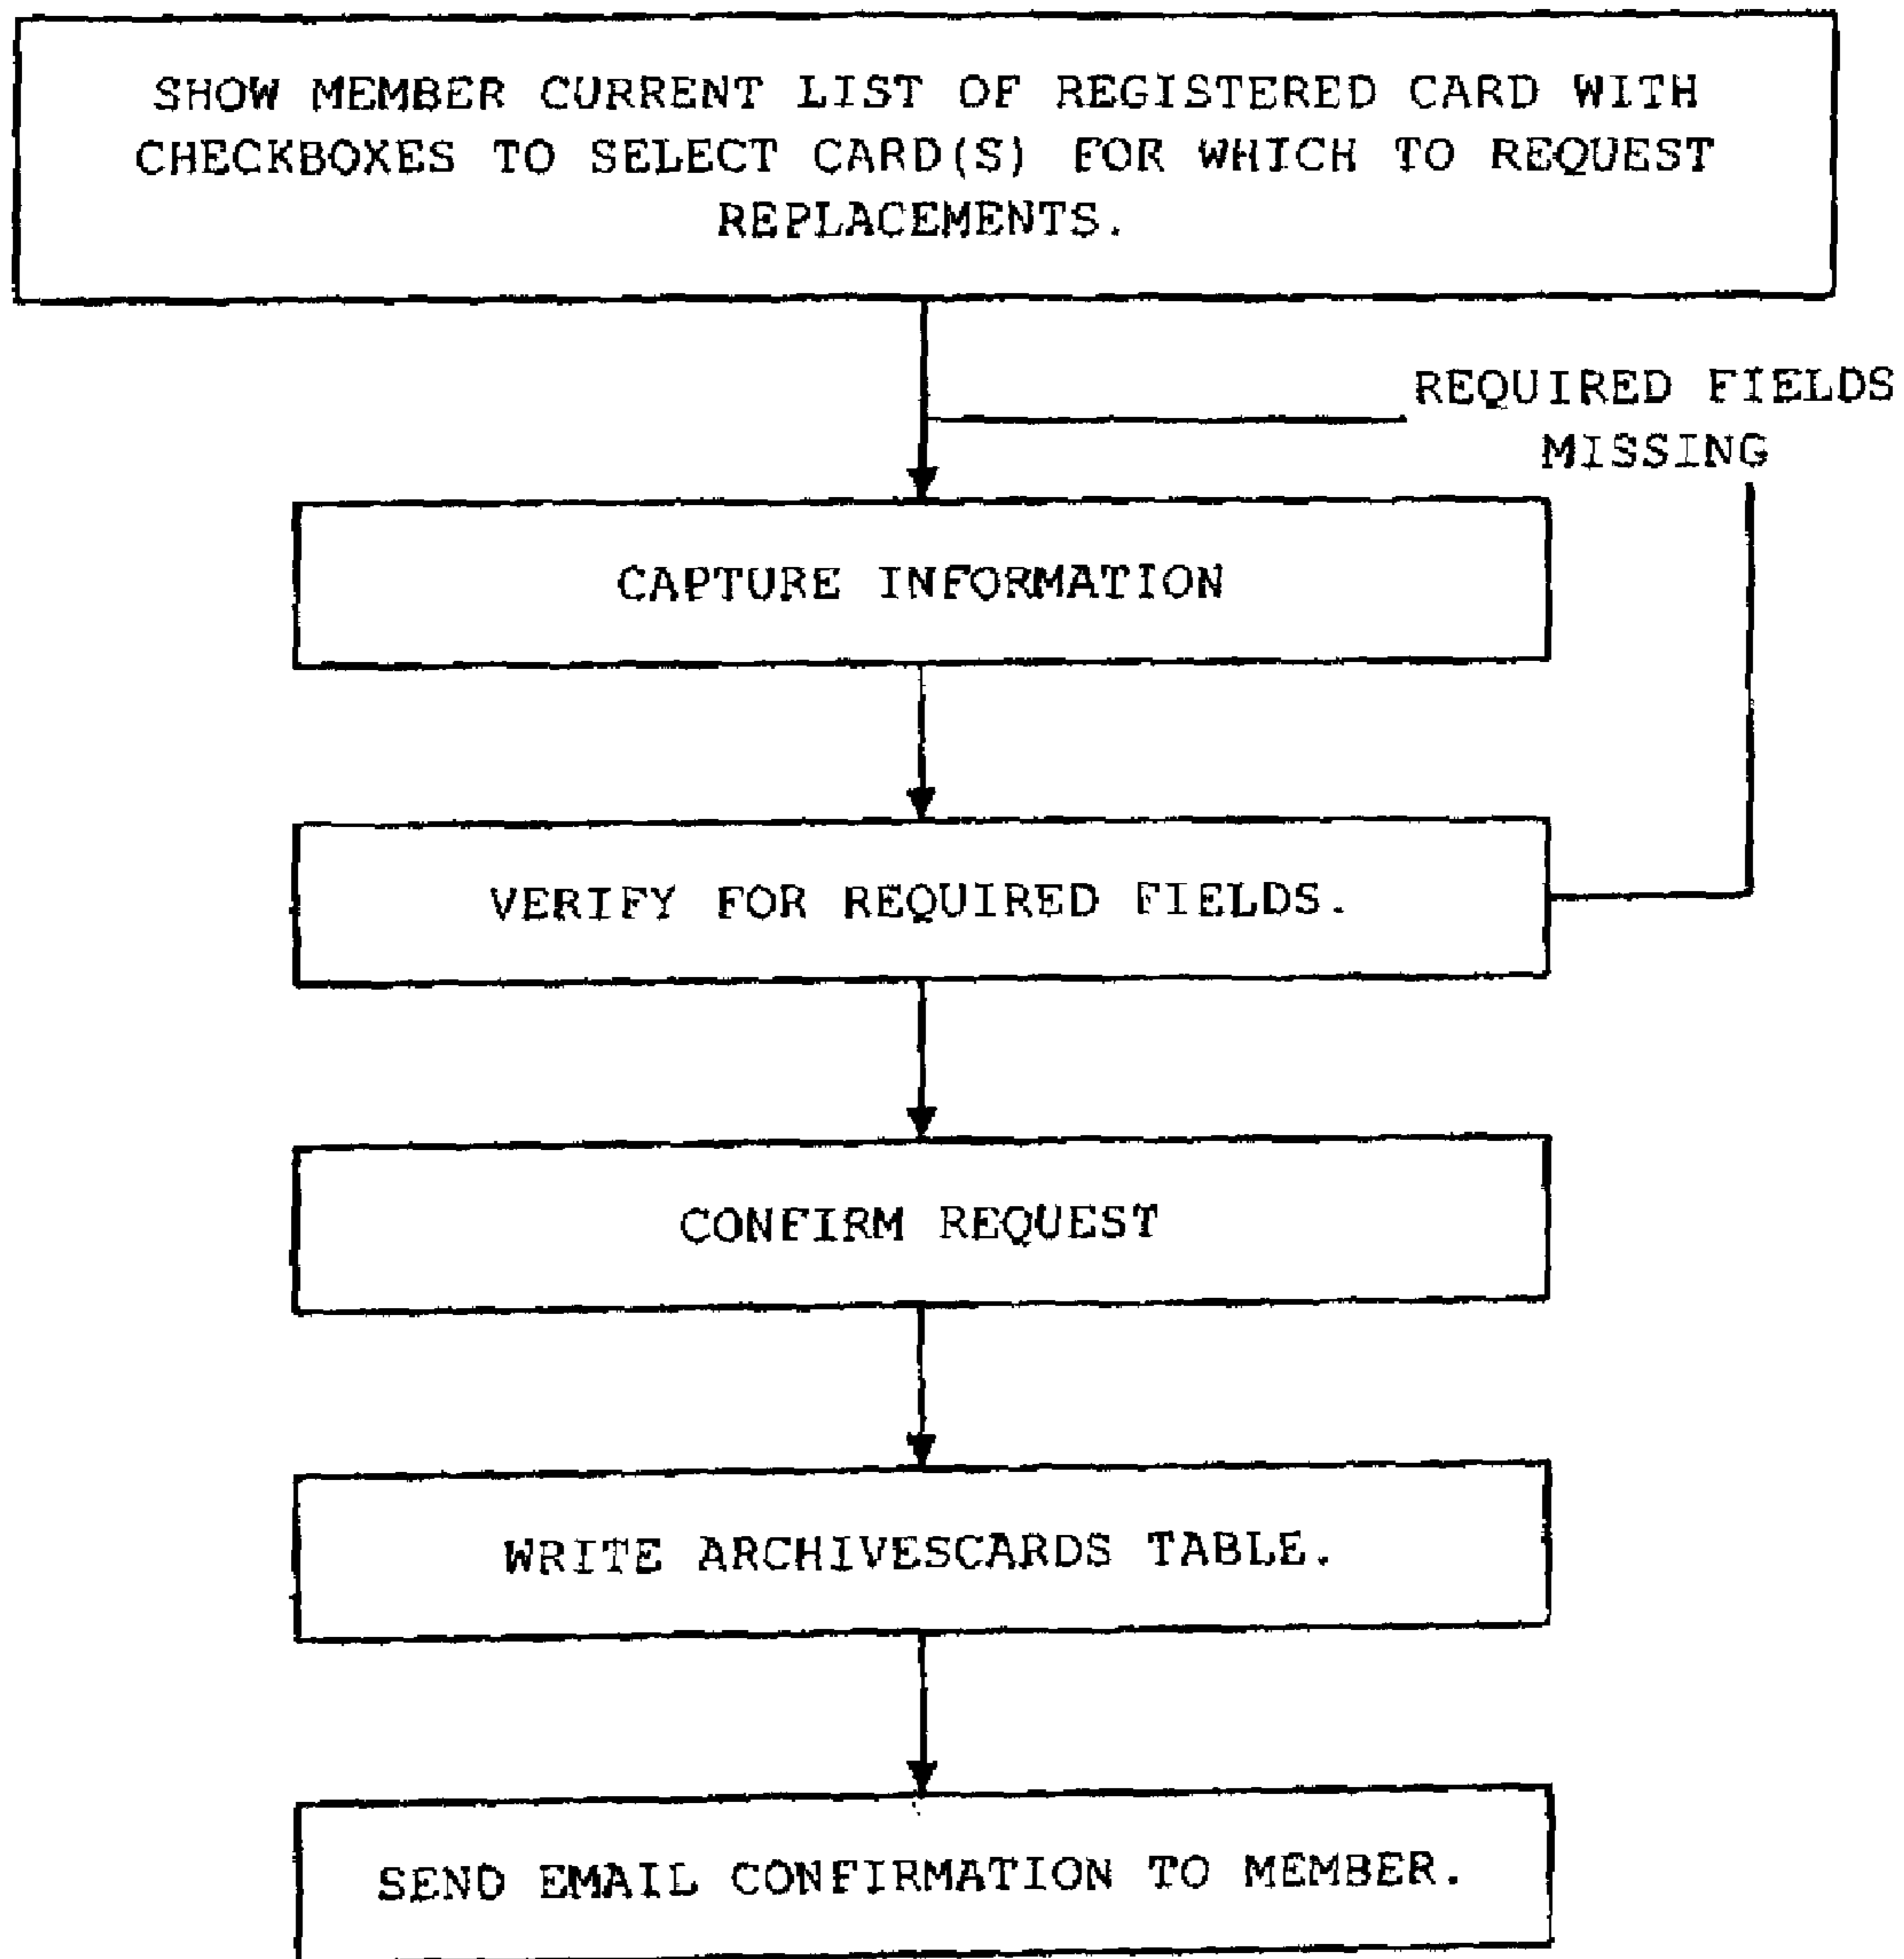 SHOW MEMBER CURRENT LIST OF REGISTERED CARD WITH
CHECKBOXES TO SELECT CARD(S) FOR WHICH TO REQUEST
REPLACEMENTS.
REQUIRED FIELDS
MISSING
CAPTURE INFORMATION
VERIFY FOR REQUIRED FIELDS.
CONFIRM REQUEST
WRITE ARCHIVESCARDS TABLE.
SEND EMAIL CONFIRMATION TO MEMBER.